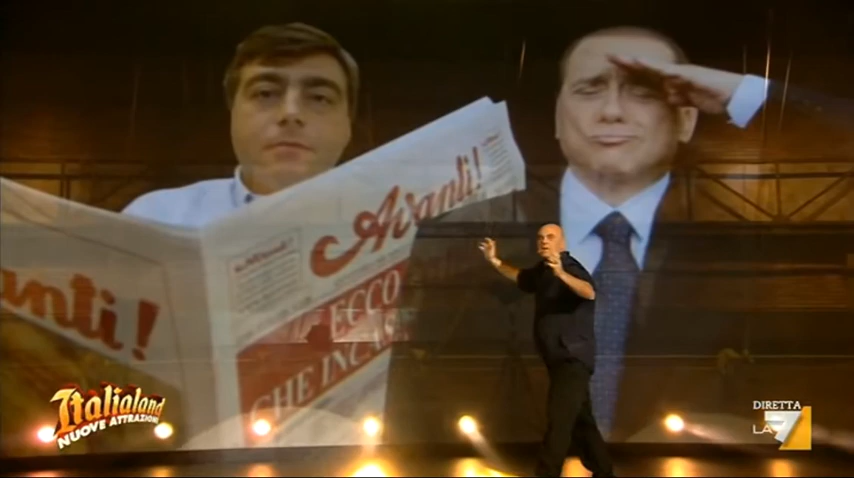 Avanti!
anti!
ECCO
CHE INCAS
Italialand
NUOVE ATTRAZIONI
DIRETTA
LA7